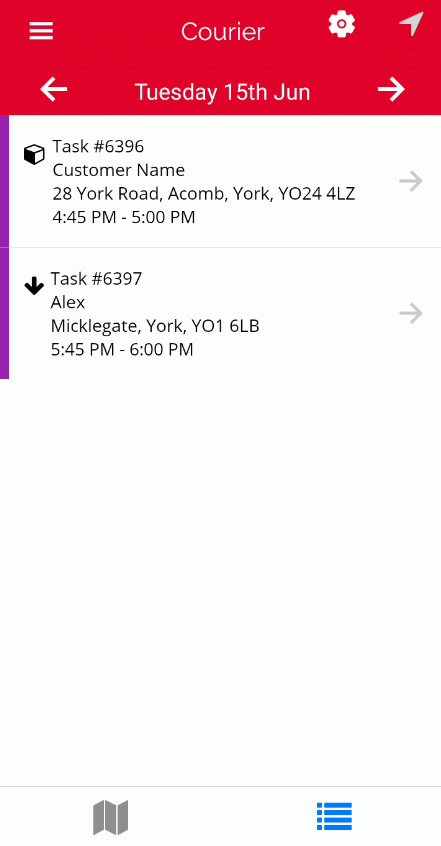 Courier
Tuesday 15th Jun
Task #6396
Customer Name
28 York Road, Acomb, York, YO24 4LZ
4:45 PM - 5:00 PM
Task #6397
Alex
Micklegate, York, YO1 6LB
5:45 PM - 6:00 PM